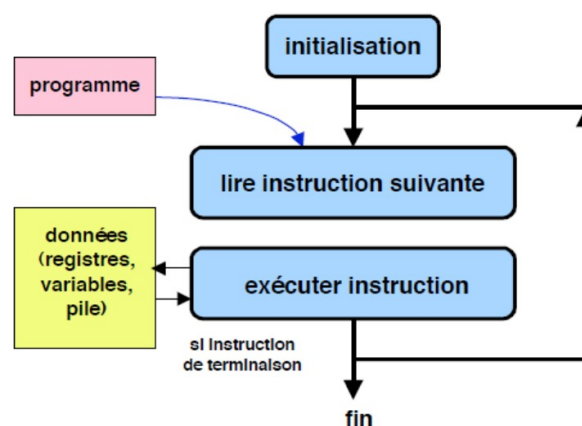 initialisation
programme
lire instruction suivante
données
(registres,
variables,
pile)
exécuter instruction
si instruction
de terminaison
fin